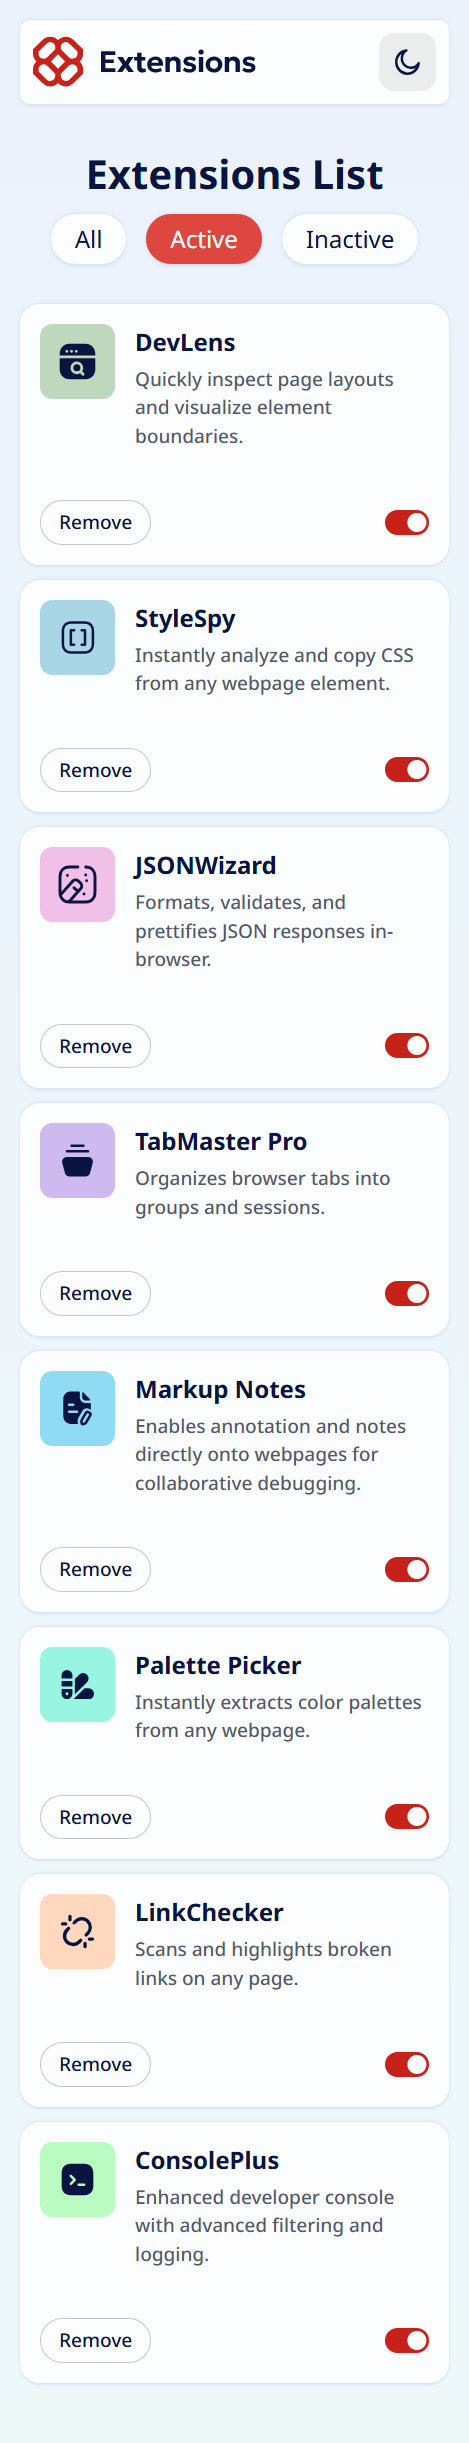 Extensions
Extensions List
All
Active
Inactive
DevLens
Quickly inspect page layouts
and visualize element
boundaries.
Remove
StyleSpy
Instantly analyze and copy CSS
from any webpage element.
Remove
JSONWizard
Formats, validates, and
prettifies JSON responses in-
browser.
Remove
TabMaster Pro
Organizes browser tabs into
groups and sessions.
Remove
Markup Notes
Enables annotation and notes
directly onto webpages for
collaborative debugging.
Remove
Palette Picker
Instantly extracts color palettes
from any webpage.
Remove
LinkChecker
Scans and highlights broken
links on any page.
Remove
ConsolePlus
Enhanced developer console
with advanced filtering and
logging.
Remove